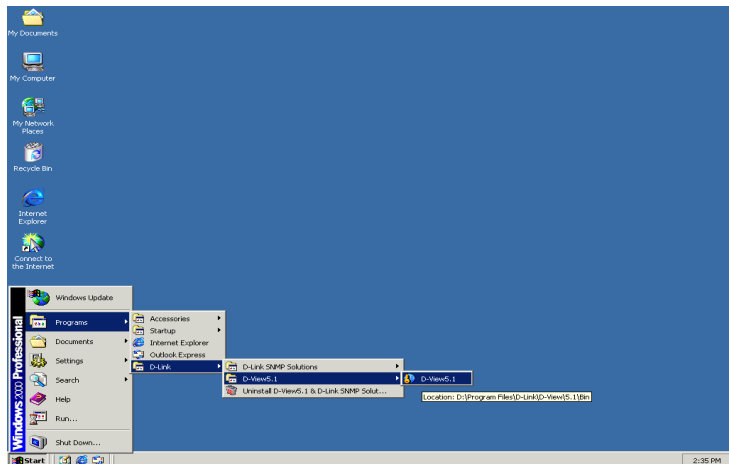 My Documents
My Computer
My Network
Places
Recycle Bin
Internet
Explorer
Connect to
the Internet
Windows 2000 Professional
Windows Update
Programs
Documents
Settings
Search
Help
Run...
Shut Down...
Accessories
Startup
Internet Explorer
Outlook Express
D-Link
D-Link SNMP Solutions
D-View5.1
Uninstall D-View5.1 & D-Link SNMP Solut...
D-View5.1
Location: D:\Program Files\D-Link\D-View\5.1\Bin
Start
2:35 PM